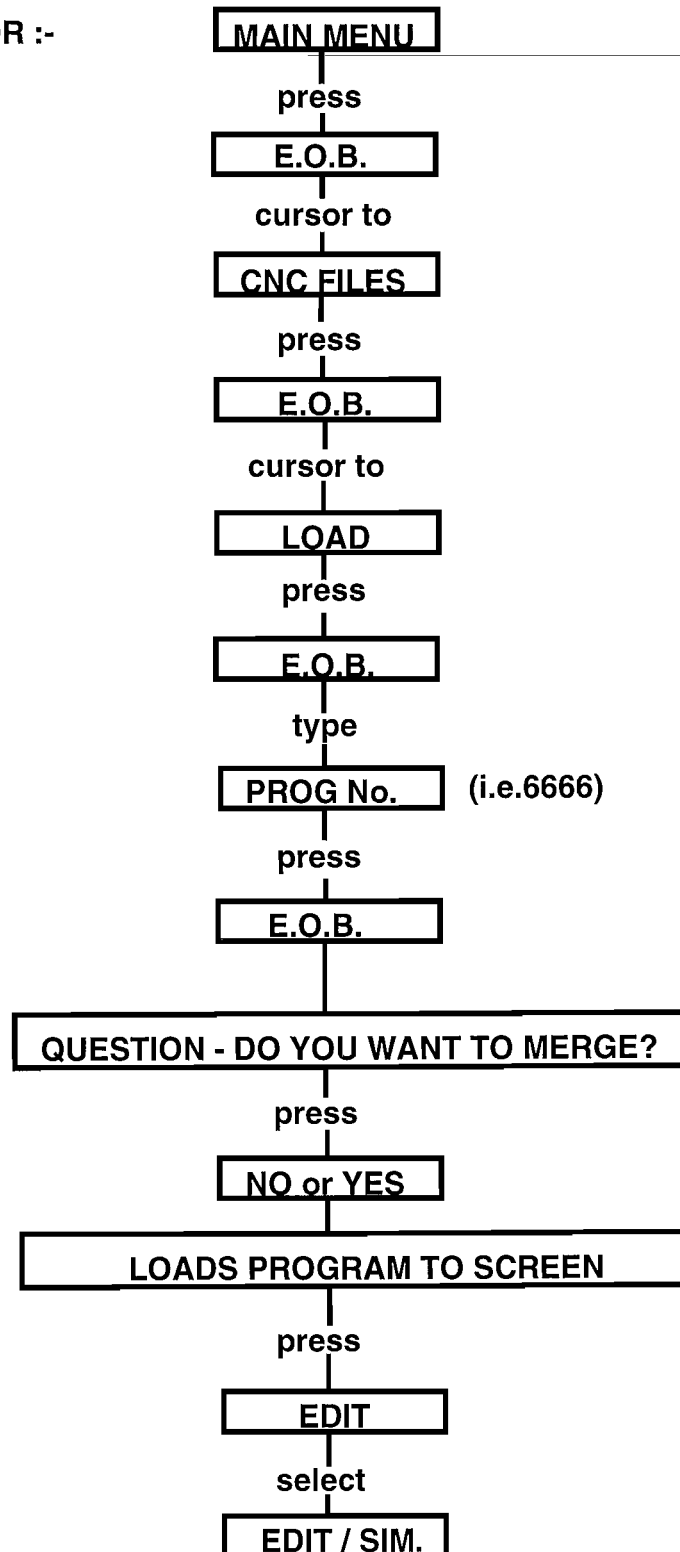 R :-
MAIN MENU
press
E.O.B.
cursor to
CNC FILES
press
E.O.B.
cursor to
LOAD
press
E.O.B.
type
PROG No. (i.e.6666)
press
E.O.B.
QUESTION - DO YOU WANT TO MERGE?
press
NO or YES
LOADS PROGRAM TO SCREEN
press
EDIT
select
EDIT / SIM.